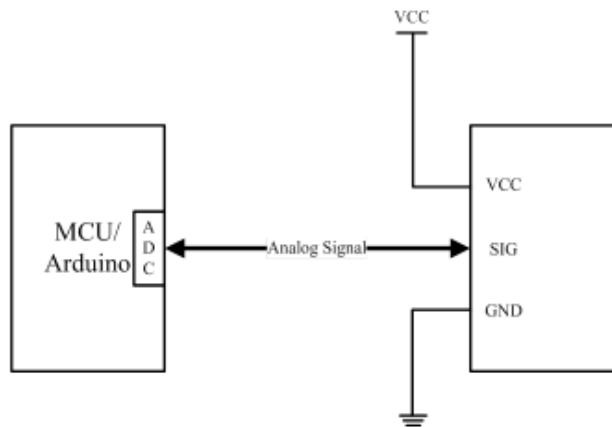 VCC
VCC
MCU/
Arduino
A
D
C
Analog Signal
SIG
GND